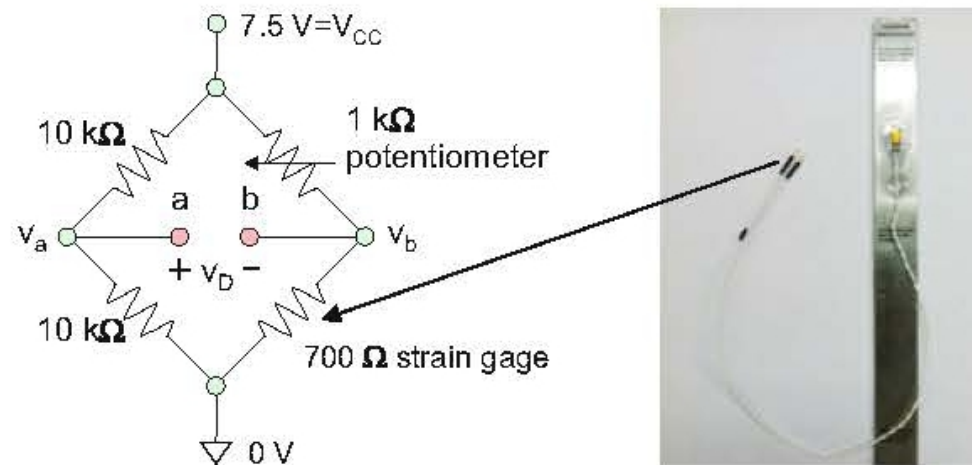 7.5 V=V_CC
10 kΩ
1 kΩ
potentiometer
a
b
v_a
v_b
+ v_D −
10 kΩ
700 Ω strain gage
0 V